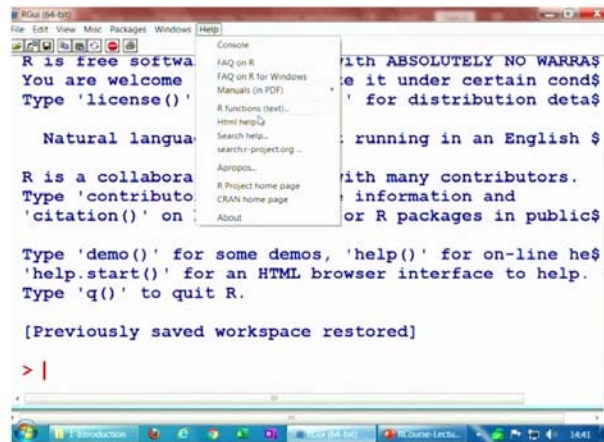 RGui (64-bit)
File Edit View Misc Packages Windows Help
Console
FAQ on R
FAQ on R for Windows
Manuals (in PDF)
R functions (text)...
Html help
Search help...
search.r-project.org ...
Apropos...
R Project home page
CRAN home page
About
R is free softwa ith ABSOLUTELY NO WARRA$
You are welcome e it under certain cond$
Type 'license()' ' for distribution deta$
Natural langua running in an English $
R is a collabora with many contributors.
Type 'contributo information and
'citation()' on or R packages in public$
Type 'demo()' for some demos, 'help()' for on-line he$
'help.start()' for an HTML browser interface to help.
Type 'q()' to quit R.
[Previously saved workspace restored]
>
1 Introduction RGui (64-bit) RCourse-Lectu... 14:41